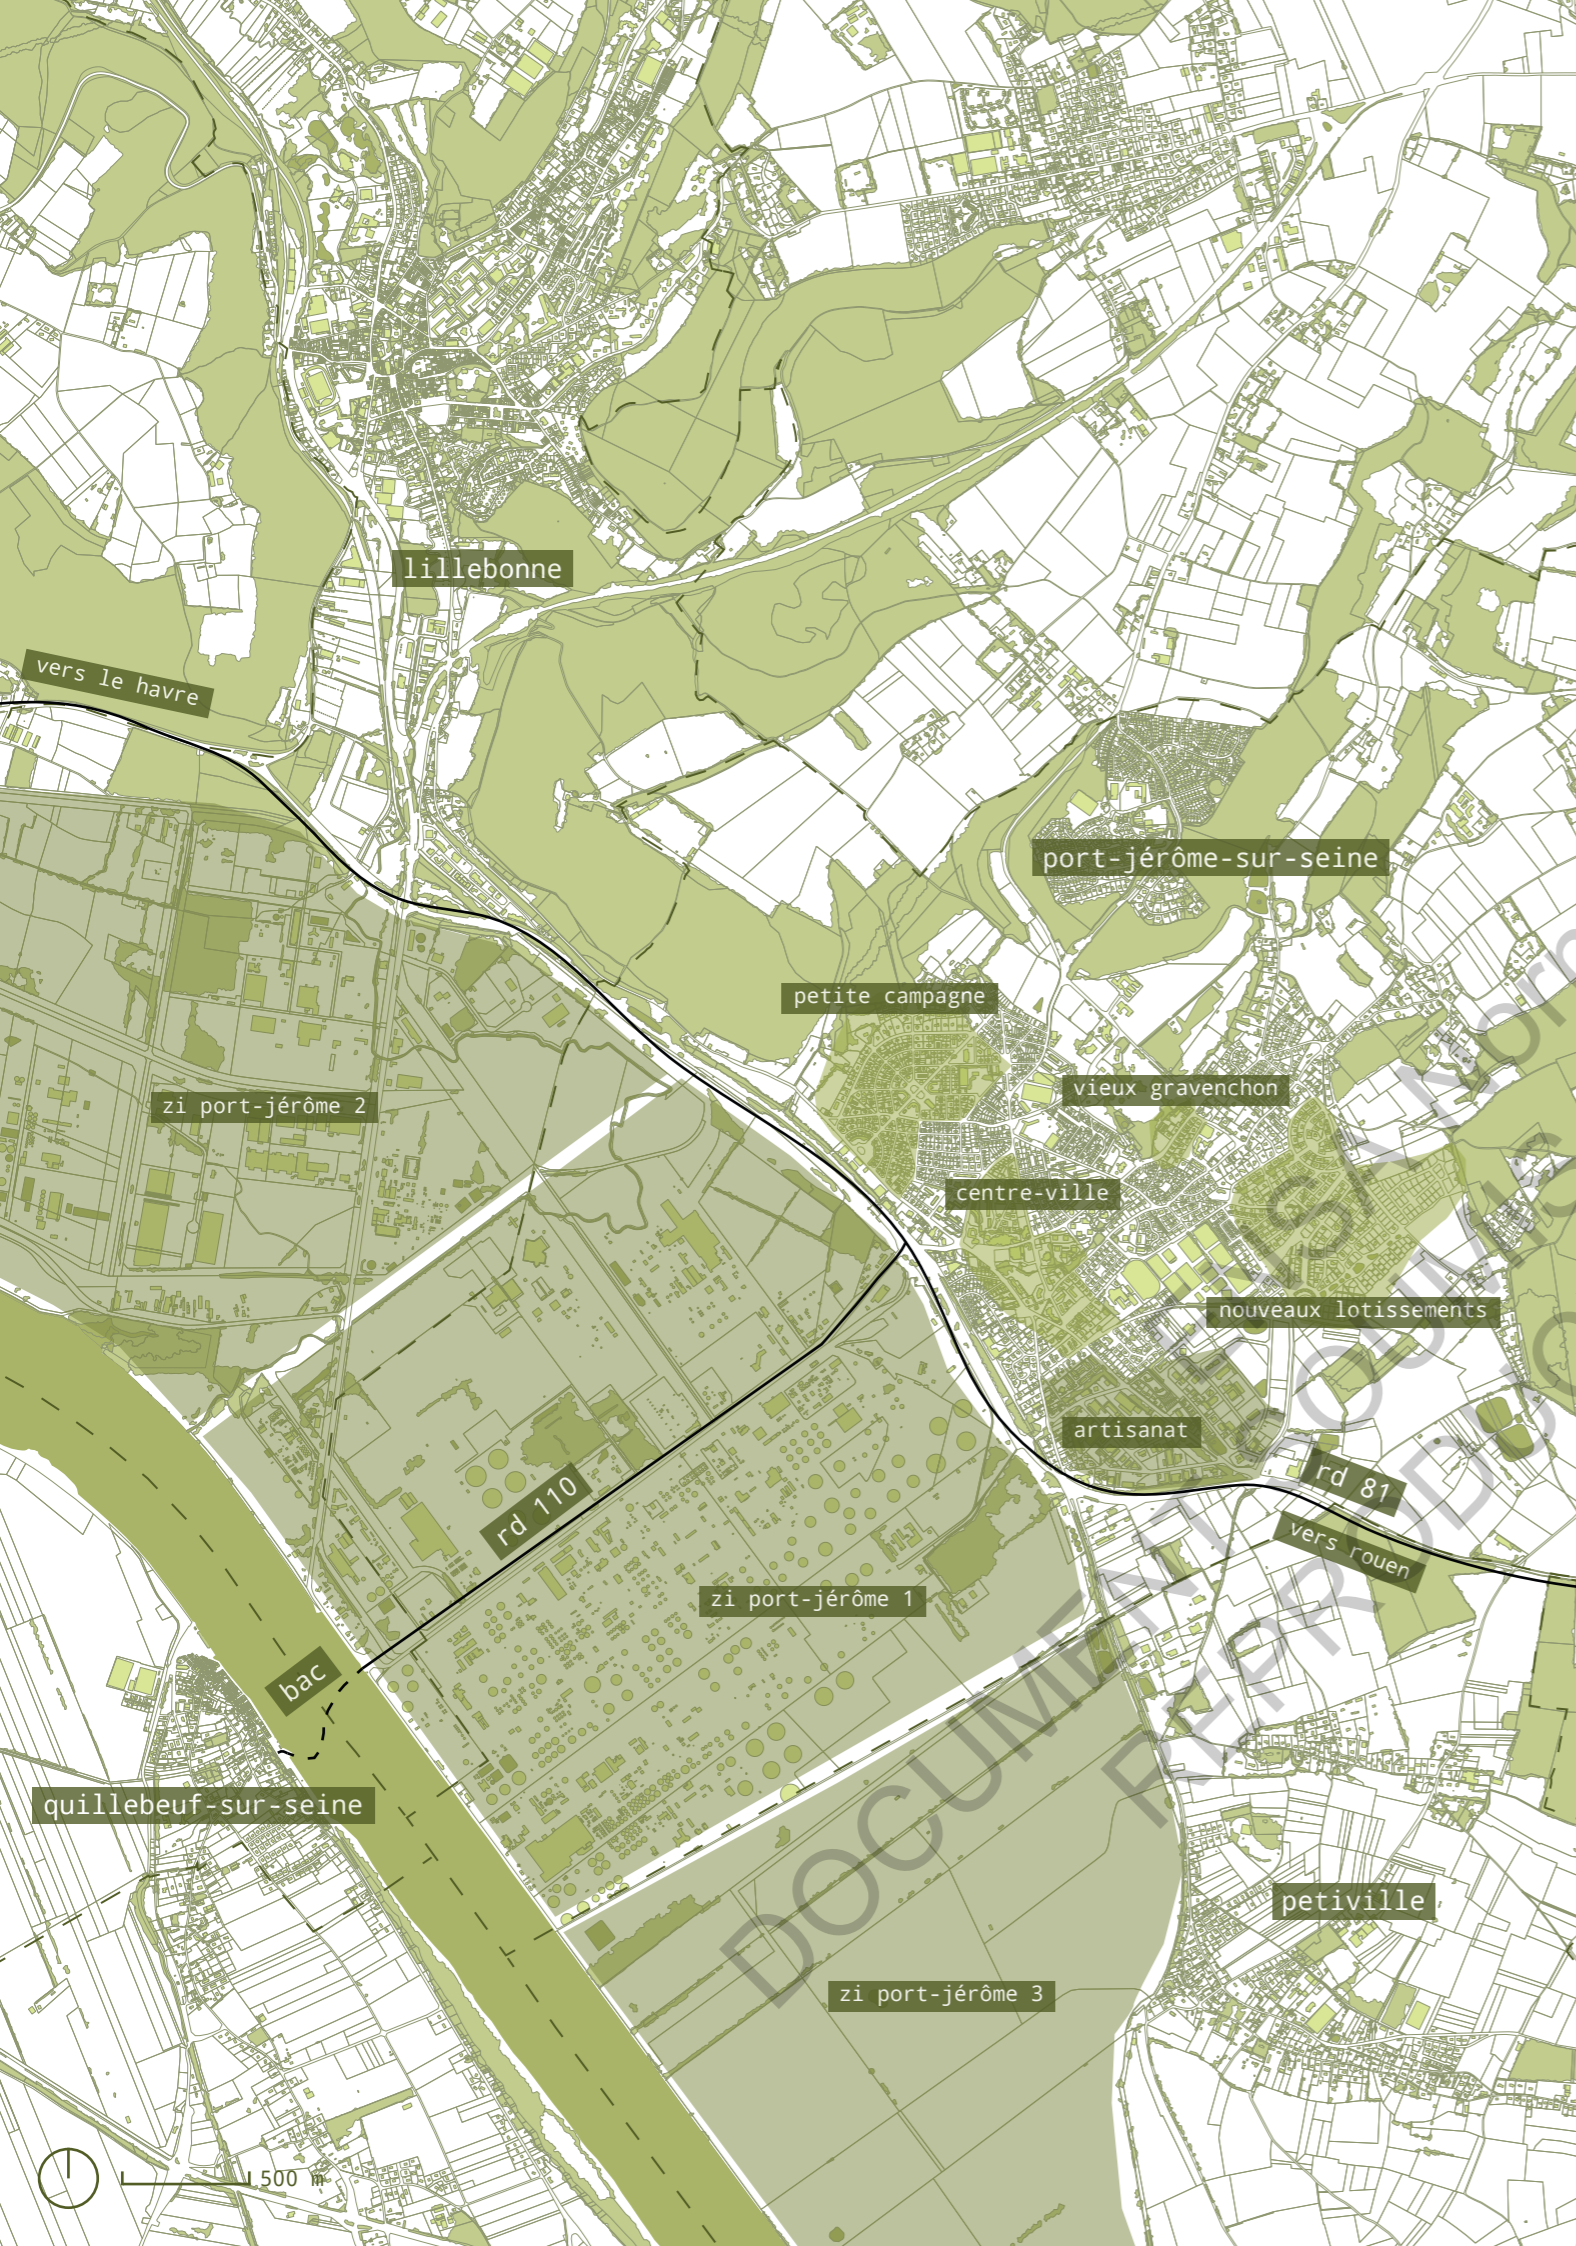 lillebonne
vers le havre
port-jérôme-sur-seine
petite campagne
vieux gravenchon
zi port-jérôme 2
centre-ville
nouveaux lotissements
artisanat
rd 81
rd 110
vers rouen
zi port-jérôme 1
bac
quillebeuf-sur-seine
petiville
zi port-jérôme 3
500 m
DOCUMENT SOUMIS